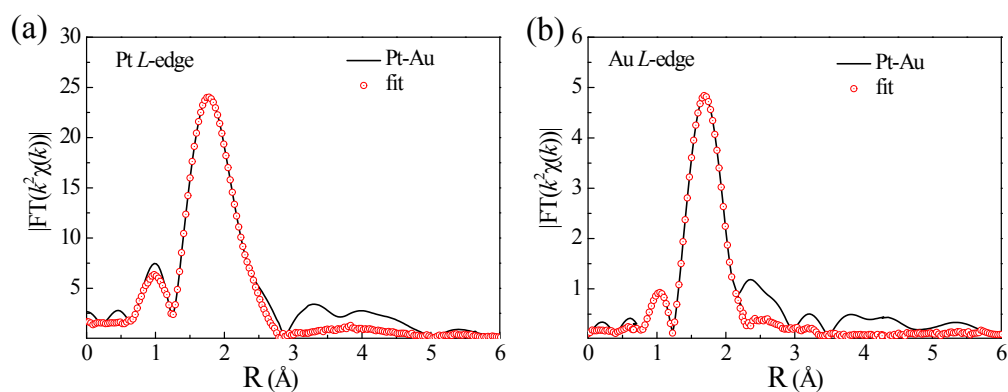 (a)
Pt L-edge
Pt-Au
fit
|FT(k²χ(k))|
30
25
20
15
10
5
0 1 2 3 4 5 6
R (Å)
(b)
Au L-edge
Pt-Au
fit
|FT(k²χ(k))|
6
5
4
3
2
1
0 1 2 3 4 5 6
R (Å)